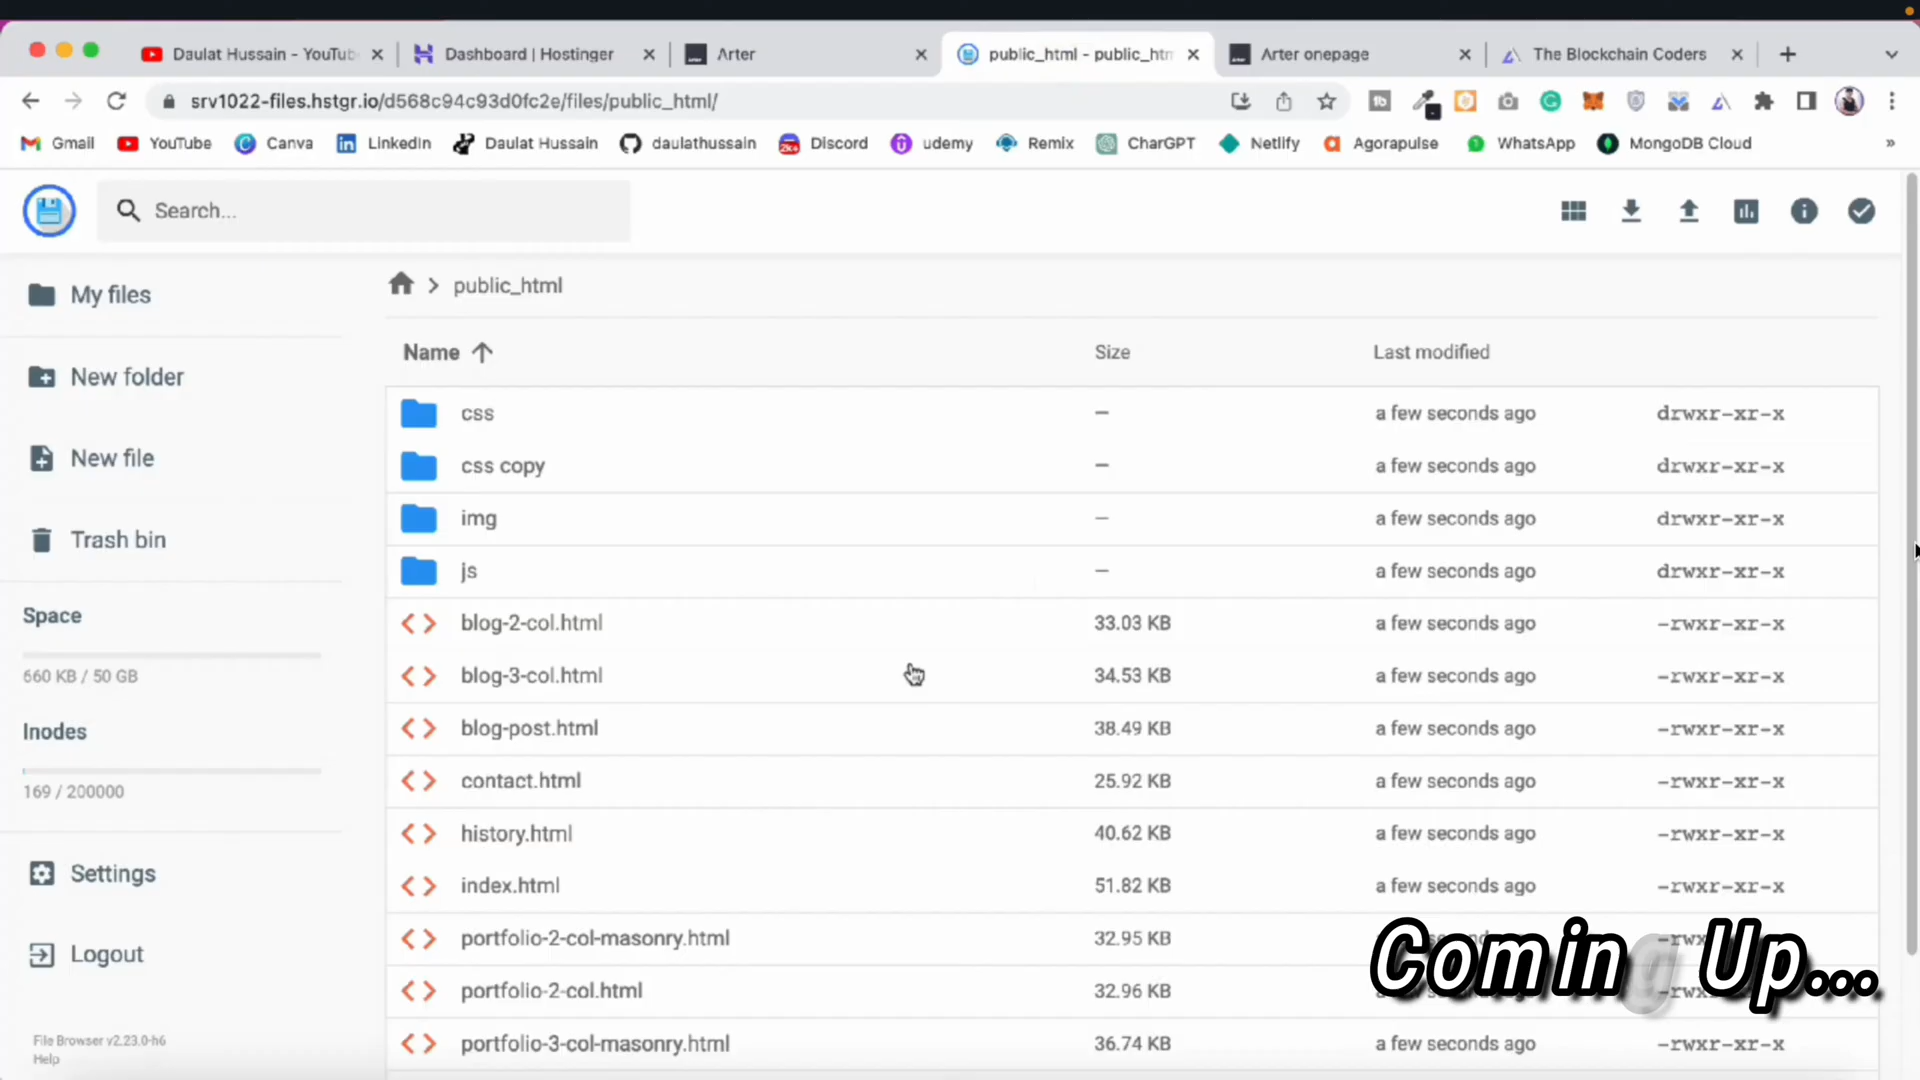 Daulat Hussain - YouTub
Dashboard | Hostinger
Arter
public_html - public_htm
Arter onepage
The Blockchain Coders
srv1022-files.hstgr.io/d568c94c93d0fc2e/files/public_html/
Gmail
YouTube
Canva
LinkedIn
Daulat Hussain
daulathussain
Discord
udemy
Remix
CharGPT
Netlify
Agorapulse
WhatsApp
MongoDB Cloud
»
Search...
My files
New folder
New file
Trash bin
Space
660 KB / 50 GB
Inodes
169 / 200000
Settings
Logout
File Browser v2.23.0-h6
Help
public_html
Name Size Last modified
css — a few seconds ago drwxr-xr-x
css copy — a few seconds ago drwxr-xr-x
img — a few seconds ago drwxr-xr-x
js — a few seconds ago drwxr-xr-x
blog-2-col.html 33.03 KB a few seconds ago -rwxr-xr-x
blog-3-col.html 34.53 KB a few seconds ago -rwxr-xr-x
blog-post.html 38.49 KB a few seconds ago -rwxr-xr-x
contact.html 25.92 KB a few seconds ago -rwxr-xr-x
history.html 40.62 KB a few seconds ago -rwxr-xr-x
index.html 51.82 KB a few seconds ago -rwxr-xr-x
portfolio-2-col-masonry.html 32.95 KB
portfolio-2-col.html 32.96 KB
portfolio-3-col-masonry.html 36.74 KB a few seconds ago -rwxr-xr-x
Coming Up...